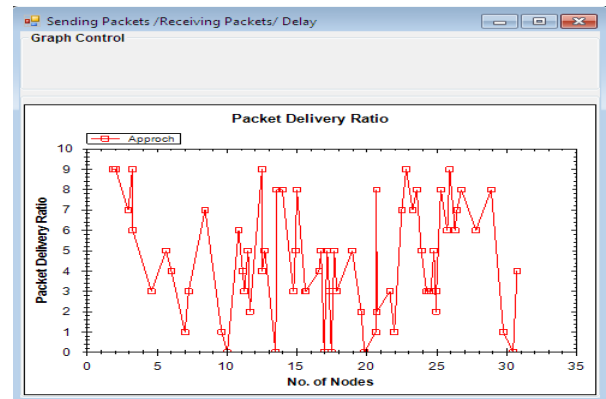 Sending Packets /Receiving Packets/ Delay
Graph Control
Packet Delivery Ratio
Approch
Packet Delivery Ratio
10
9
8
7
6
5
4
3
2
1
0
0 5 10 15 20 25 30 35
No. of Nodes